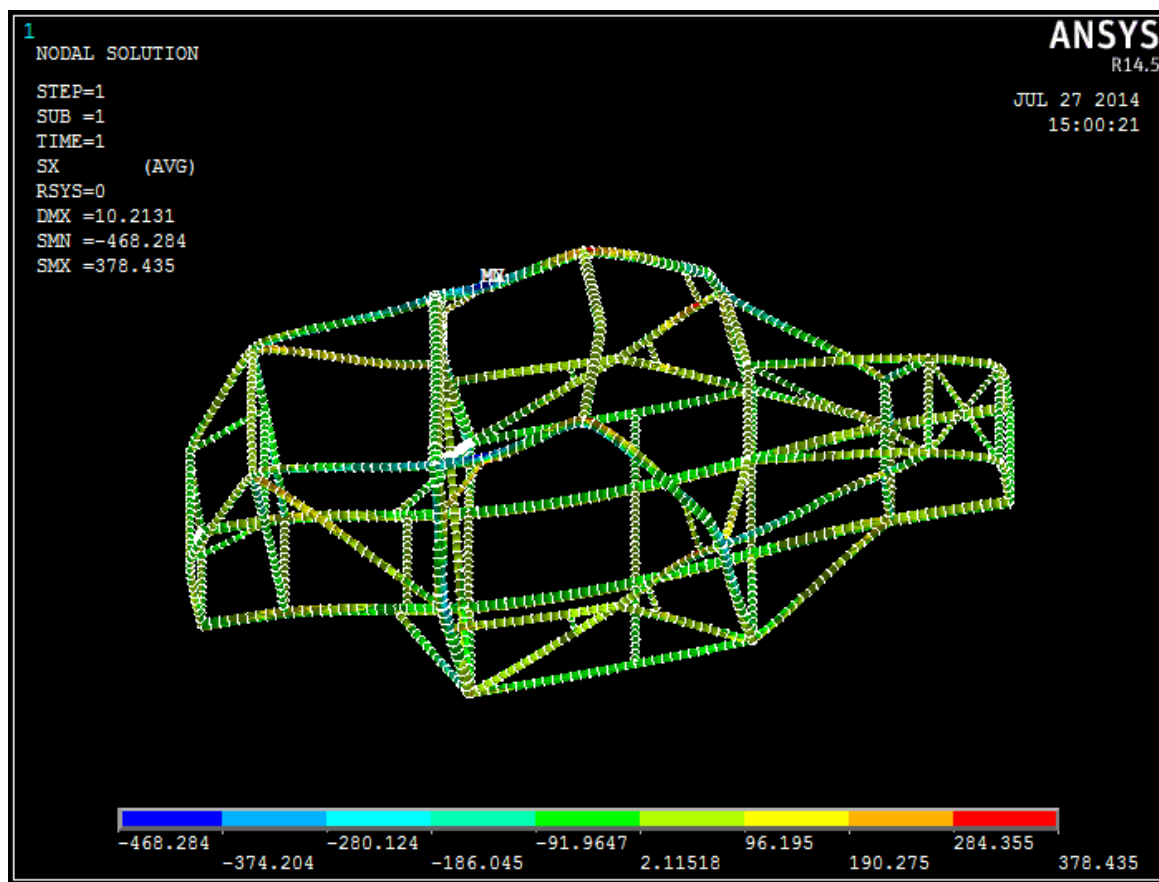 1
NODAL SOLUTION
STEP=1
SUB =1
TIME=1
SX (AVG)
RSYS=0
DMX =10.2131
SMN =-468.284
SMX =378.435
ANSYS
R14.5
JUL 27 2014
15:00:21
MN
-468.284 -280.124 -91.9647 96.195 284.355
-374.204 -186.045 2.11518 190.275 378.435